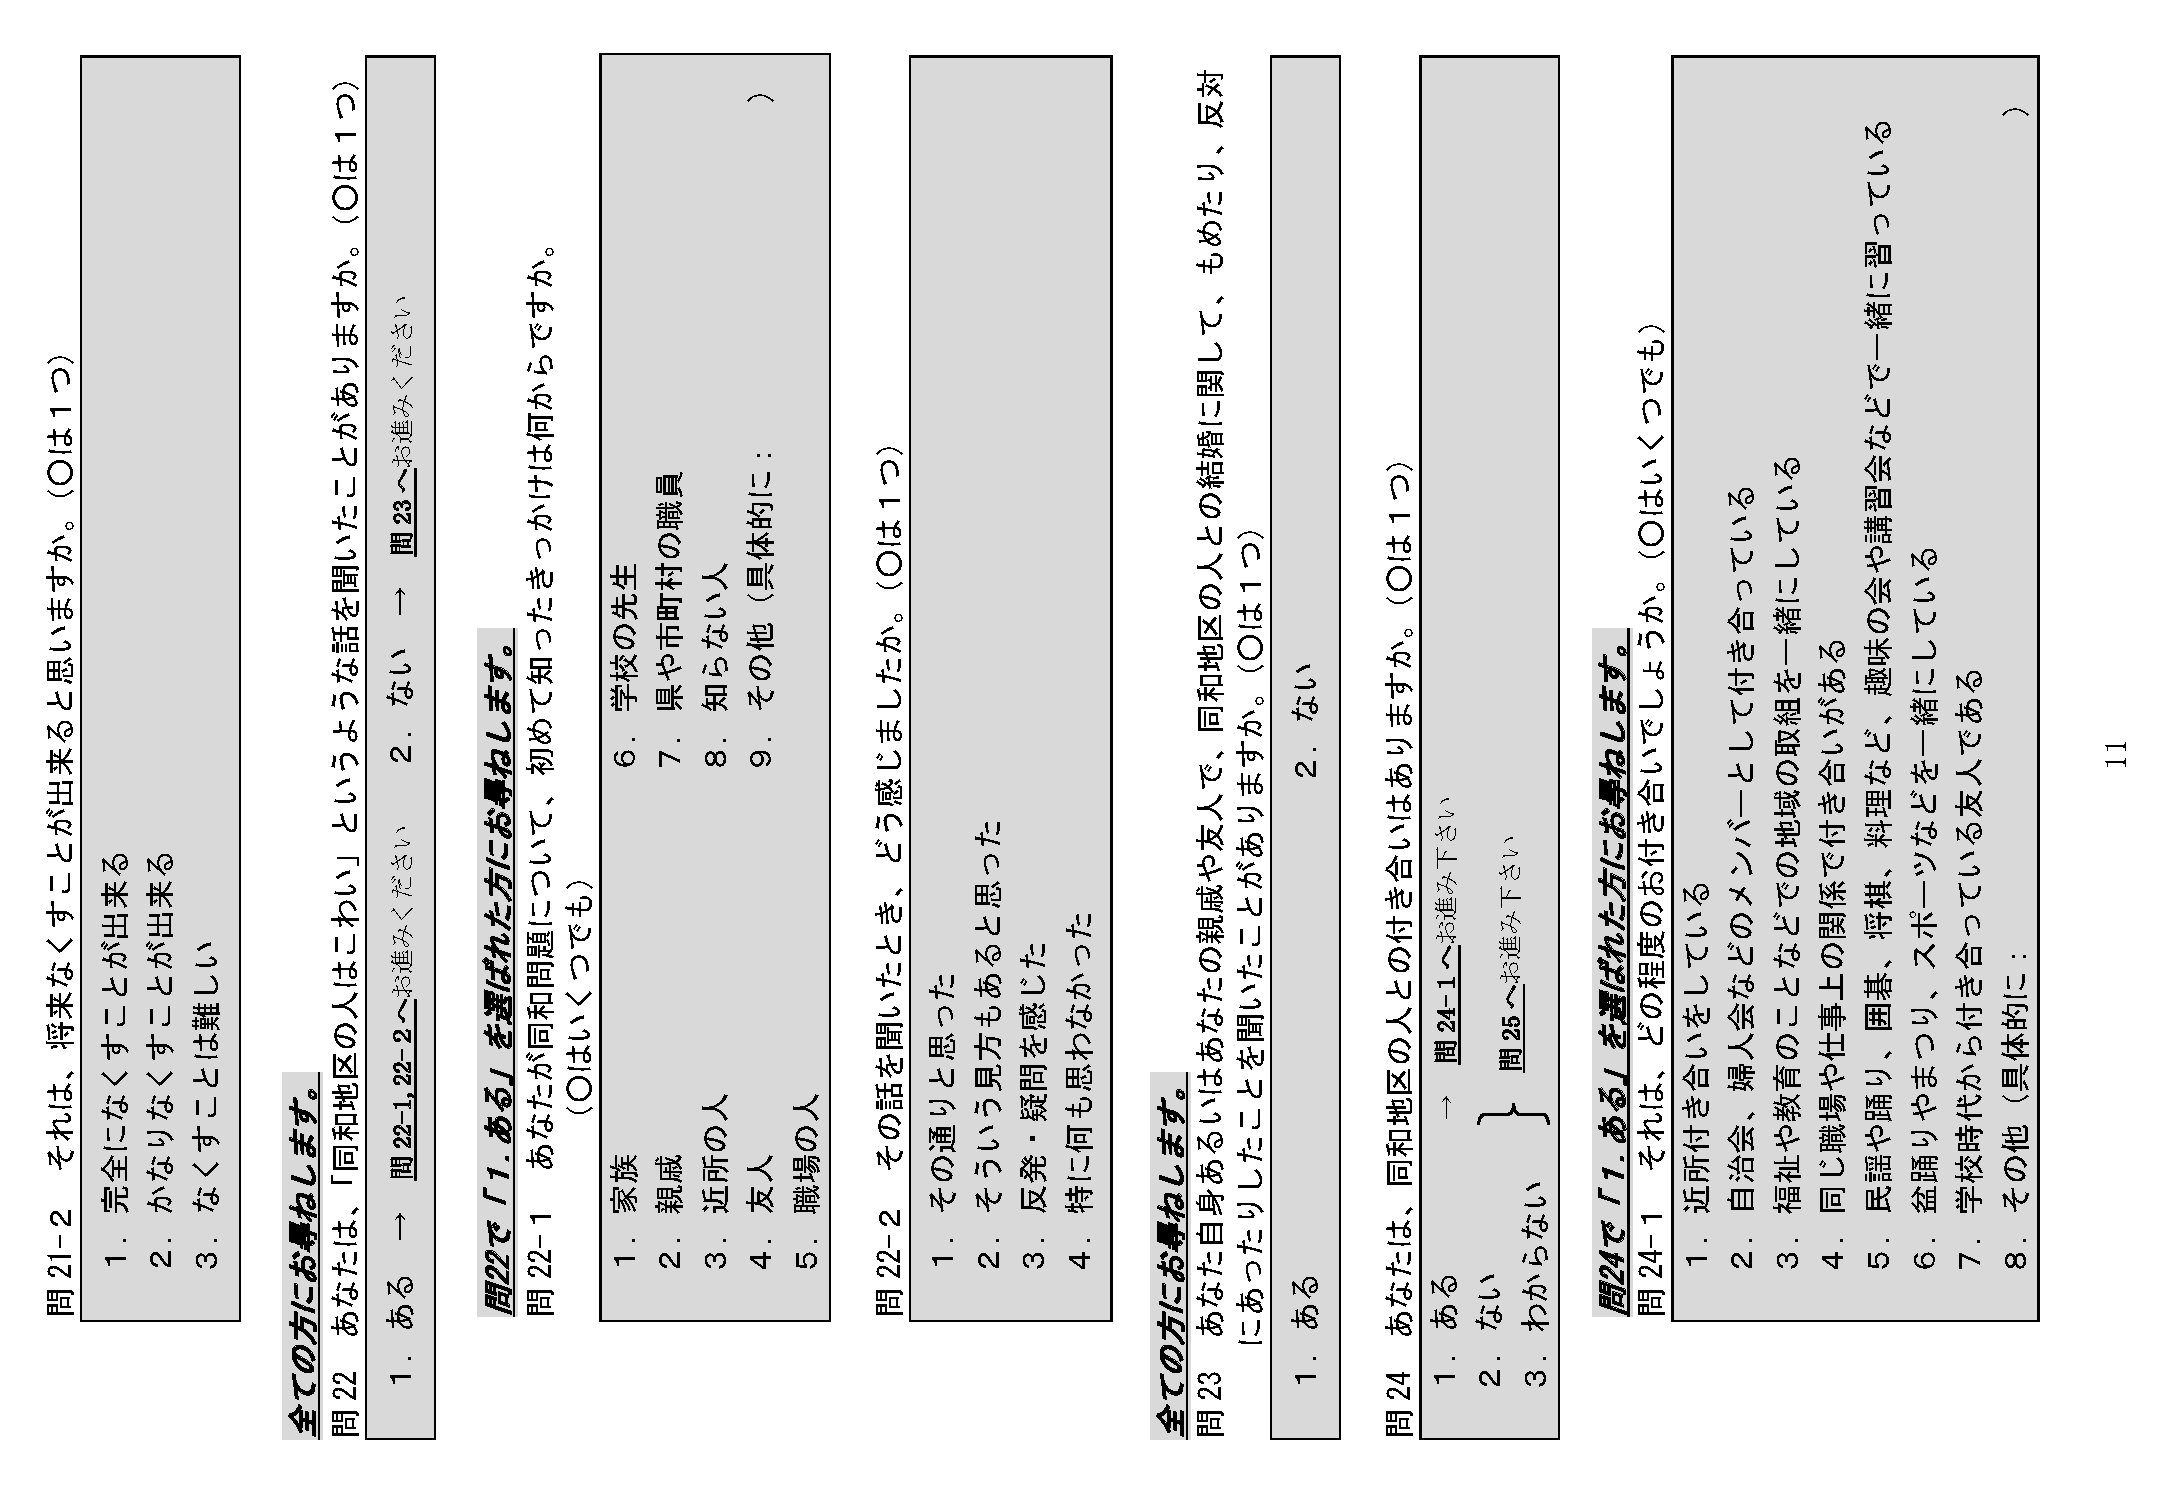 問21-2　それは、将来なくすことが出来ると思いますか。（○は１つ）
１．完全になくすことが出来る
２．かなりなくすことが出来る
３．なくすことは難しい
全ての方にお尋ねします。
問22　あなたは、「同和地区の人はこわい」というような話を聞いたことがありますか。（○は１つ）
１．ある　→　問22-1,22-2へお進みください　２．ない　→　問23へお進みください
問22で「１.ある」を選ばれた方にお尋ねします。
問22-1　あなたが同和問題について、初めて知ったきっかけは何からですか。
（○はいくつでも）
１．家族　６．学校の先生
２．親戚　７．県や市町村の職員
３．近所の人　８．知らない人
４．友人　９．その他（具体的に：　）
５．職場の人
問22-2　その話を聞いたとき、どう感じましたか。（○は１つ）
１．その通りと思った
２．そういう見方もあると思った
３．反発・疑問を感じた
４．特に何も思わなかった
全ての方にお尋ねします。
問23　あなた自身あるいはあなたの親戚や友人で、同和地区の人との結婚に関して、もめたり、反対
にあったりしたことを聞いたことがありますか。（○は１つ）
１．ある　２．ない
問24　あなたは、同和地区の人との付き合いはありますか。（○は１つ）
１．ある　→　問24-1へお進み下さい
２．ない
３．わからない　｝　問25へお進み下さい
問24で「１.ある」を選ばれた方にお尋ねします。
問24-1　それは、どの程度のお付き合いでしょうか。（○はいくつでも）
１．近所付き合いをしている
２．自治会、婦人会などのメンバーとして付き合っている
３．福祉や教育のことなどでの地域の取組を一緒にしている
４．同じ職場や仕事上の関係で付き合いがある
５．民謡や踊り、囲碁、将棋、料理など、趣味の会や講習会などで一緒に習っている
６．盆踊りやまつり、スポーツなどを一緒にしている
７．学校時代から付き合っている友人である
８．その他（具体的に：　）
11